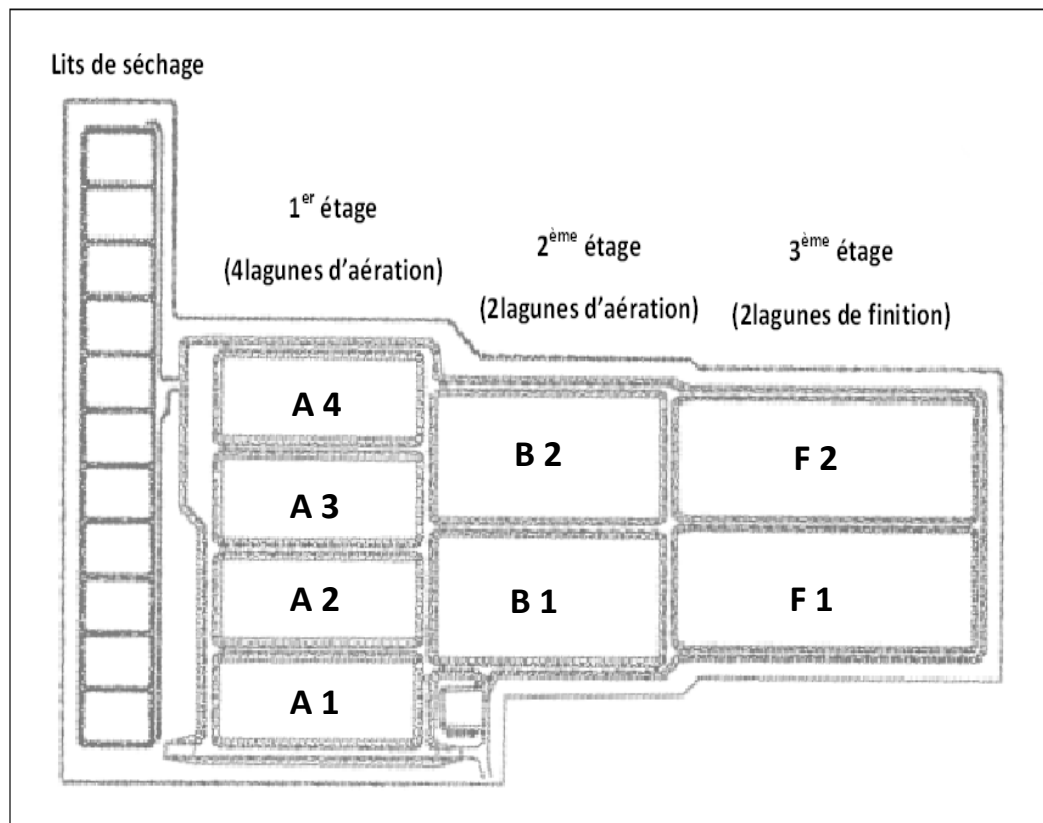 Lits de séchage
1er étage
(4lagunes d'aération)
2ème étage
(2lagunes d'aération)
3ème étage
(2lagunes de finition)
A 4
A 3
A 2
A 1
B 2
B 1
F 2
F 1